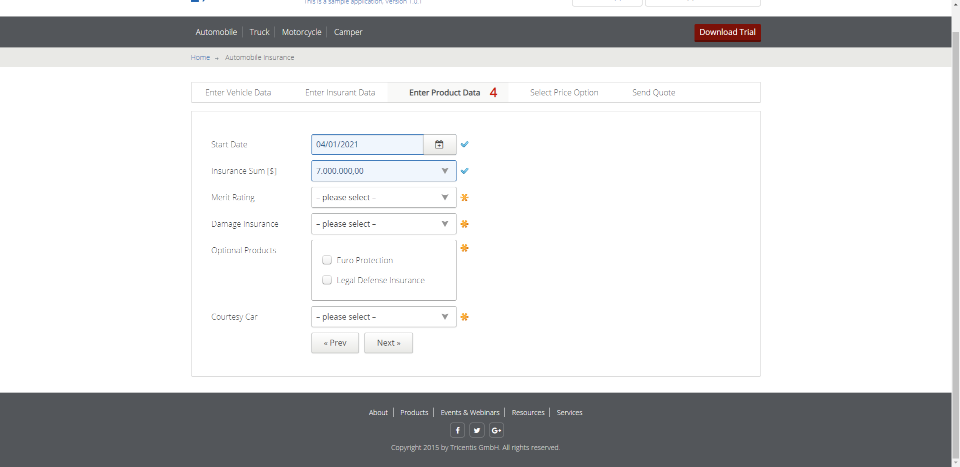 This is a sample application. Version 1.0.1
Automobile Truck Motorcycle Camper Download Trial
Home → Automobile Insurance
Enter Vehicle Data Enter Insurant Data Enter Product Data 4 Select Price Option Send Quote
Start Date 04/01/2021
Insurance Sum [$] 7.000.000,00
Merit Rating – please select –
Damage Insurance – please select –
Optional Products
Euro Protection
Legal Defense Insurance
Courtesy Car – please select –
« Prev Next »
About Products Events & Webinars Resources Services
f G+
Copyright 2015 by Tricentis GmbH. All rights reserved.